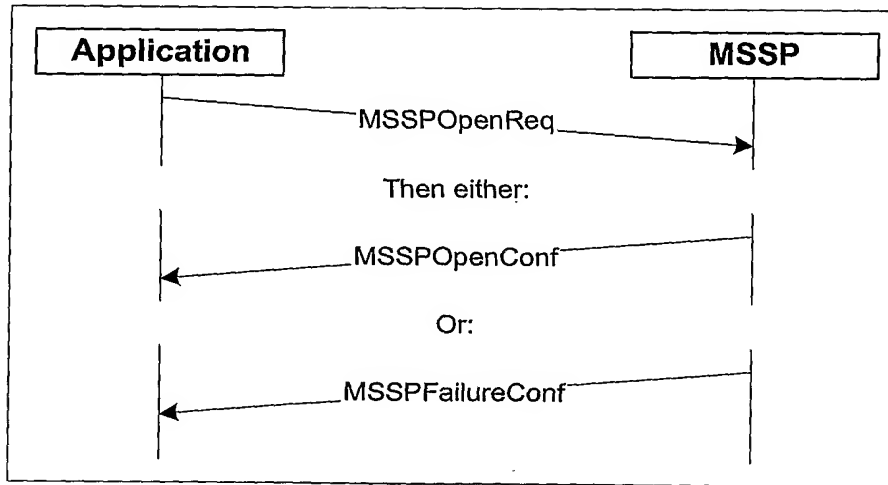 Application
MSSP
MSSPOpenReq
Then either:
MSSPOpenConf
Or:
MSSPFailureConf